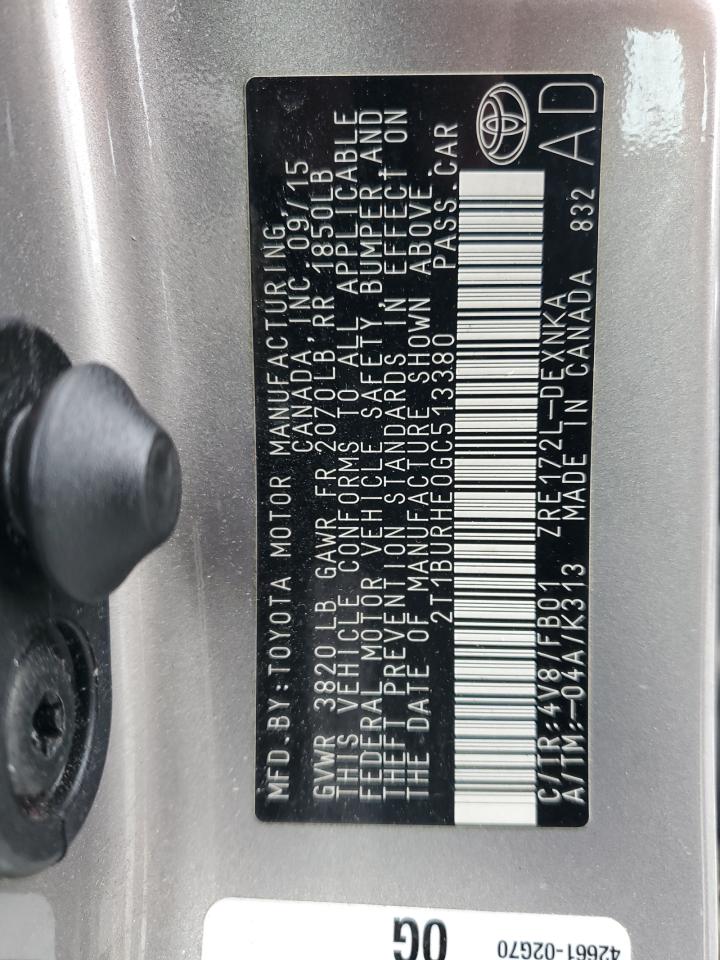 MFD.BY:TOYOTA MOTOR MANUFACTURING
CANADA,INC 09/15
GVWR 3820LB GAWR FR 2070LB,RR 1850LB
THIS VEHICLE CONFORMS TO ALL APPLICABLE
FEDERAL MOTOR VEHICLE SAFETY,BUMPER,AND
THEFT PREVENTION STANDARDS IN EFFECT ON
THE DATE OF MANUFACTURE SHOWN ABOVE.
2T1BURHE0GC513380 PASS.CAR
C/TR:4V8/FB01 ZRE172L-DEXNKA
A/TM:-04A/K313 MADE IN CANADA 832
AD
0G
42661-02G70